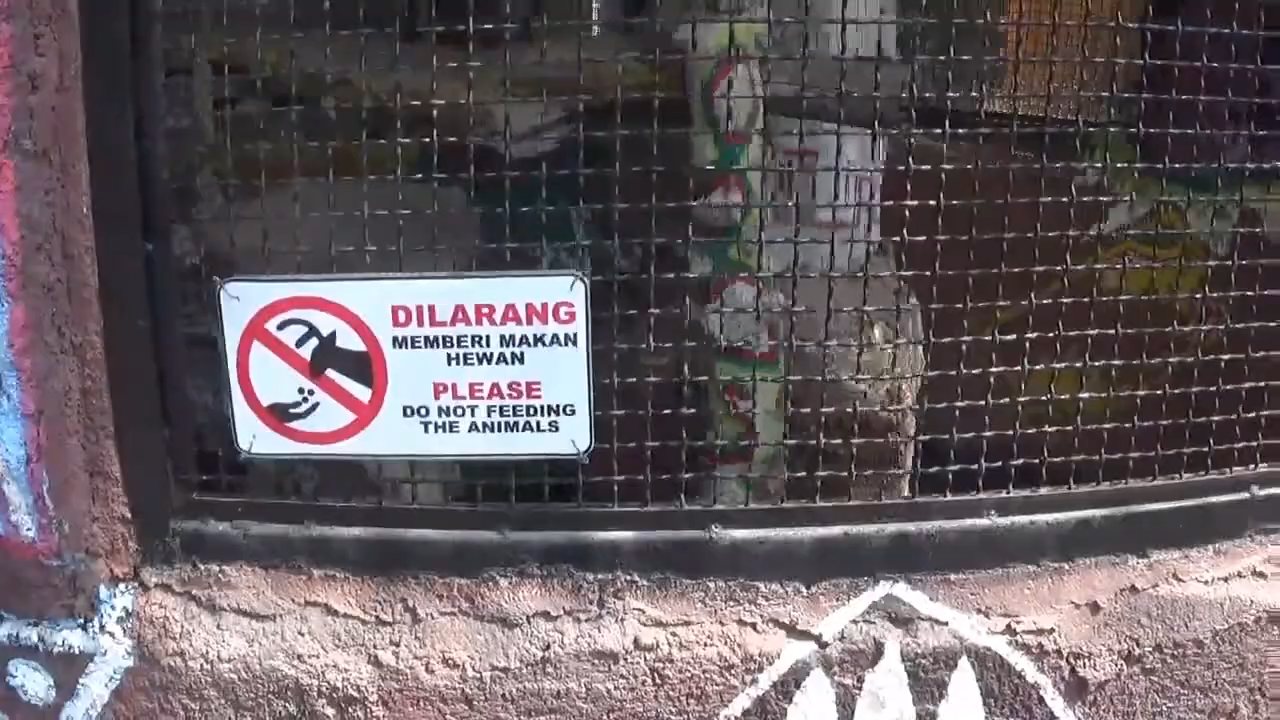 DILARANG
MEMBERI MAKAN
HEWAN
PLEASE
DO NOT FEEDING
THE ANIMALS